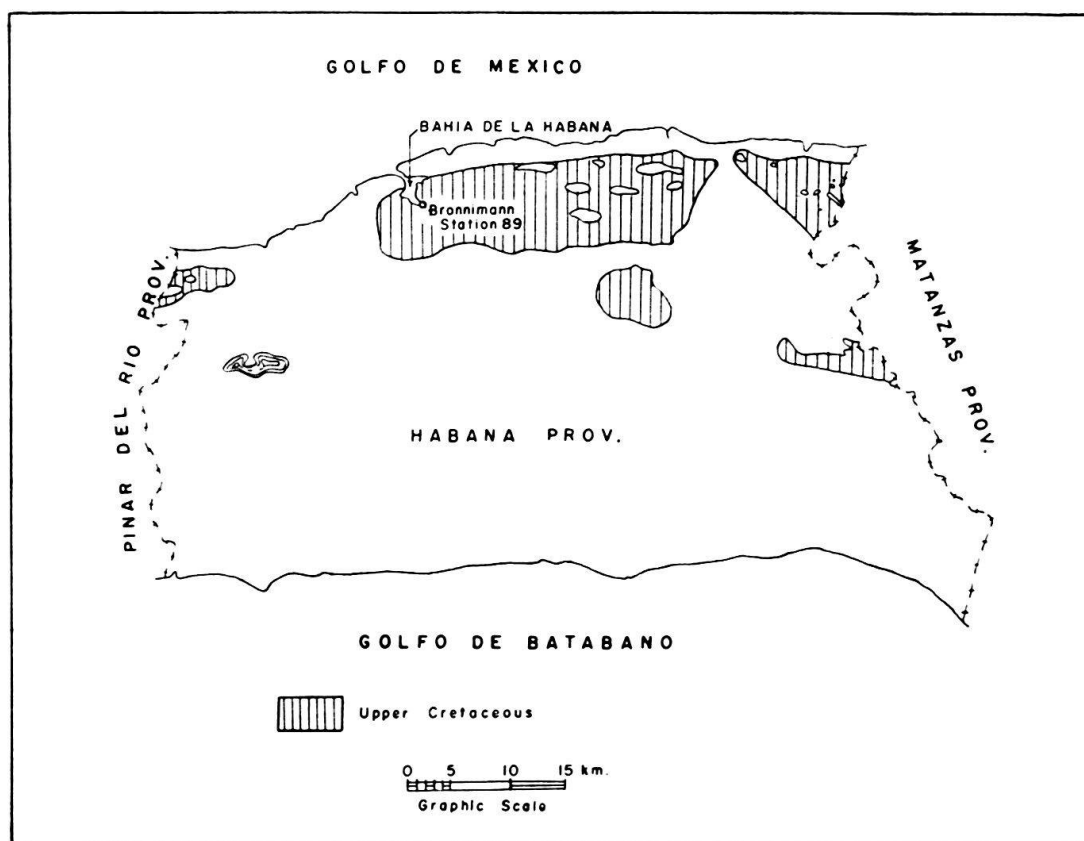 GOLFO DE MEXICO
BAHIA DE LA HABANA
Bronnimann
Station 89
PINAR DEL RIO PROV.
MATANZAS PROV.
HABANA PROV.
GOLFO DE BATABANO
Upper Cretaceous
0 5 10 15 km.
Graphic Scale